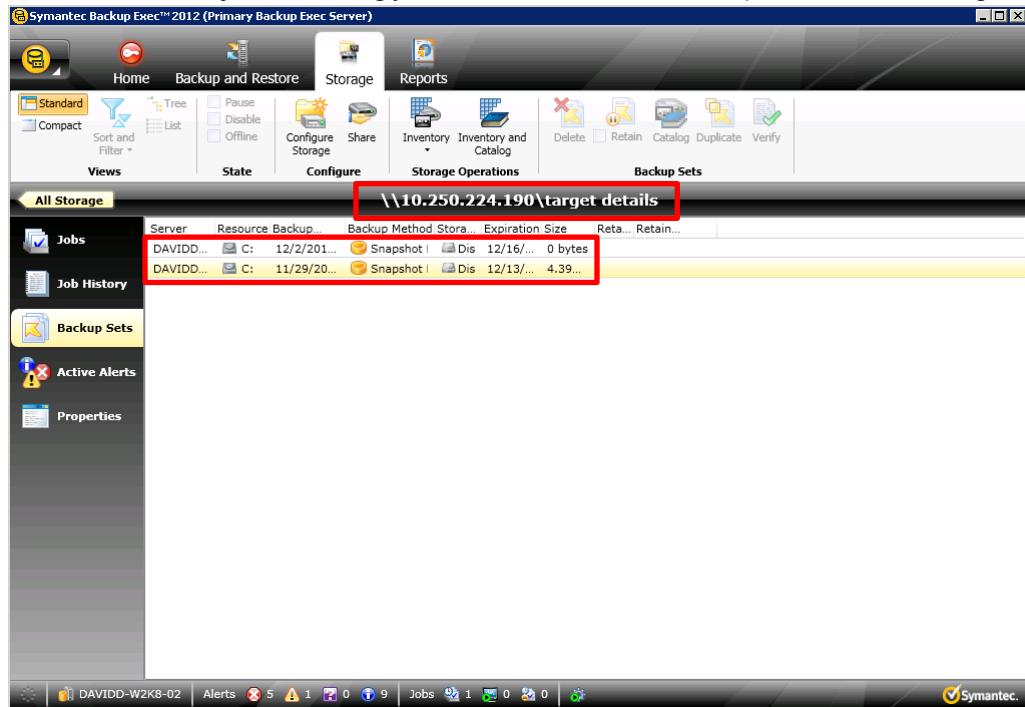 Symantec Backup Exec™ 2012 (Primary Backup Exec Server)
Home Backup and Restore Storage Reports
Standard Compact Sort and Filter Tree List Pause Disable Offline Configure Storage Share Inventory Inventory and Catalog Delete Retain Catalog Duplicate Verify
Views State Configure Storage Operations Backup Sets
All Storage \\10.250.224.190\target details
Server Resource Backup... Backup Method Stora... Expiration Size Reta... Retain...
DAVIDD... C: 12/2/201... Snapshot Dis 12/16/... 0 bytes
DAVIDD... C: 11/29/20... Snapshot Dis 12/13/... 4.39...
Jobs
Job History
Backup Sets
Active Alerts
Properties
DAVIDD-W2K8-02 Alerts 5 1 0 9 Jobs 1 0 0 Symantec.